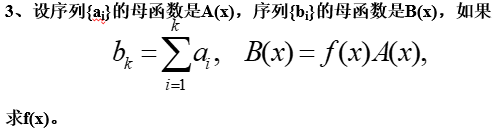 3、设序列{aᵢ}的母函数是A(x)，序列{bᵢ}的母函数是B(x)，如果
bₖ = ∑ᵢ₌₁ᵏ aᵢ, B(x) = f(x)A(x),
求f(x)。